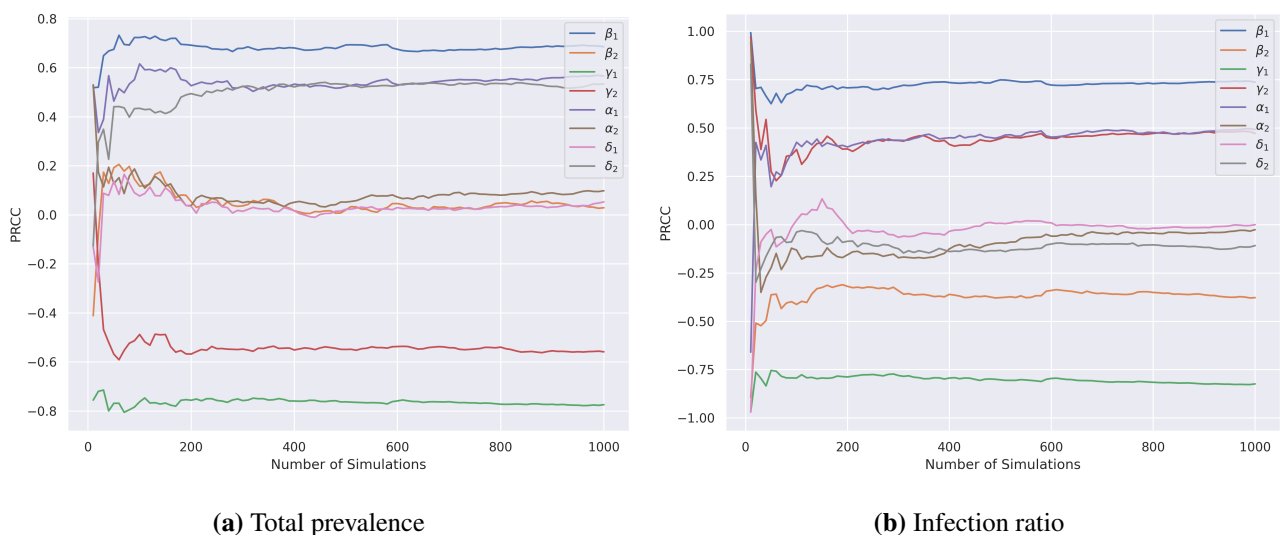 0.8
0.6
0.4
0.2
0.0
−0.2
−0.4
−0.6
−0.8
PRCC
0 200 400 600 800 1000
Number of Simulations
β₁
β₂
γ₁
γ₂
α₁
α₂
δ₁
δ₂
(a) Total prevalence
1.00
0.75
0.50
0.25
0.00
−0.25
−0.50
−0.75
−1.00
PRCC
0 200 400 600 800 1000
Number of Simulations
β₁
β₂
γ₁
γ₂
α₁
α₂
δ₁
δ₂
(b) Infection ratio